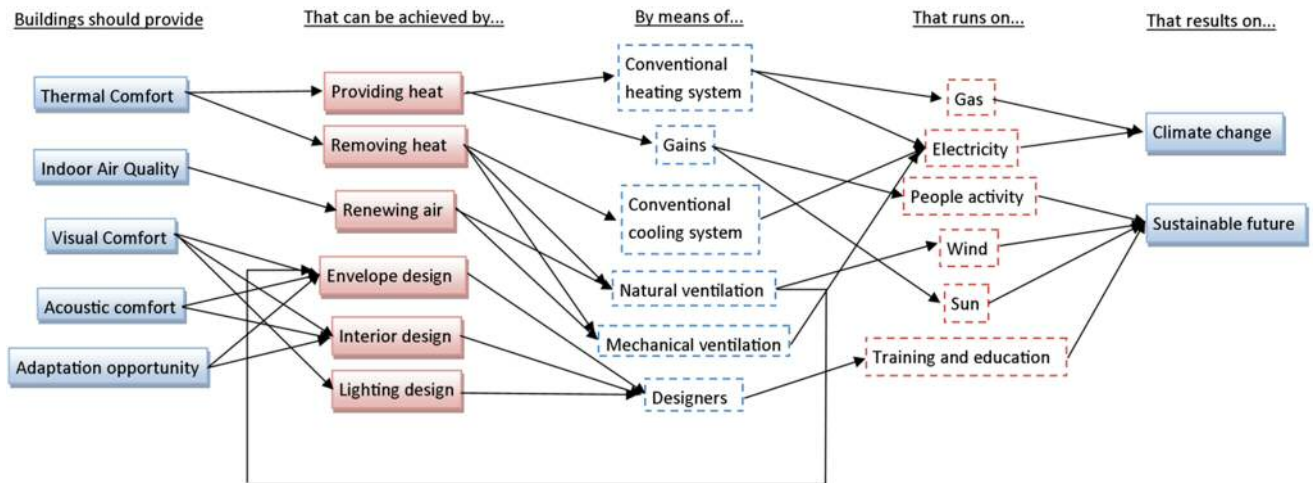 Buildings should provide
That can be achieved by...
By means of...
That runs on...
That results on...
Thermal Comfort
Indoor Air Quality
Visual Comfort
Acoustic comfort
Adaptation opportunity
Providing heat
Removing heat
Renewing air
Envelope design
Interior design
Lighting design
Conventional
heating system
Gains
Conventional
cooling system
Natural ventilation
Mechanical ventilation
Designers
Gas
Electricity
People activity
Wind
Sun
Training and education
Climate change
Sustainable future